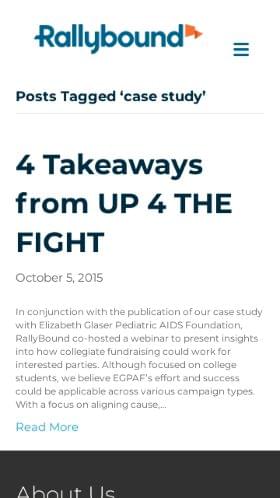 Rallybound
Posts Tagged ‘case study’
4 Takeaways
from UP 4 THE
FIGHT
October 5, 2015
In conjunction with the publication of our case study
with Elizabeth Glaser Pediatric AIDS Foundation,
RallyBound co-hosted a webinar to present insights
into how collegiate fundraising could work for
interested parties. Although focused on college
students, we believe EGPAF’s effort and success
could be applicable across various campaign types.
With a focus on aligning cause,...
Read More
About Us